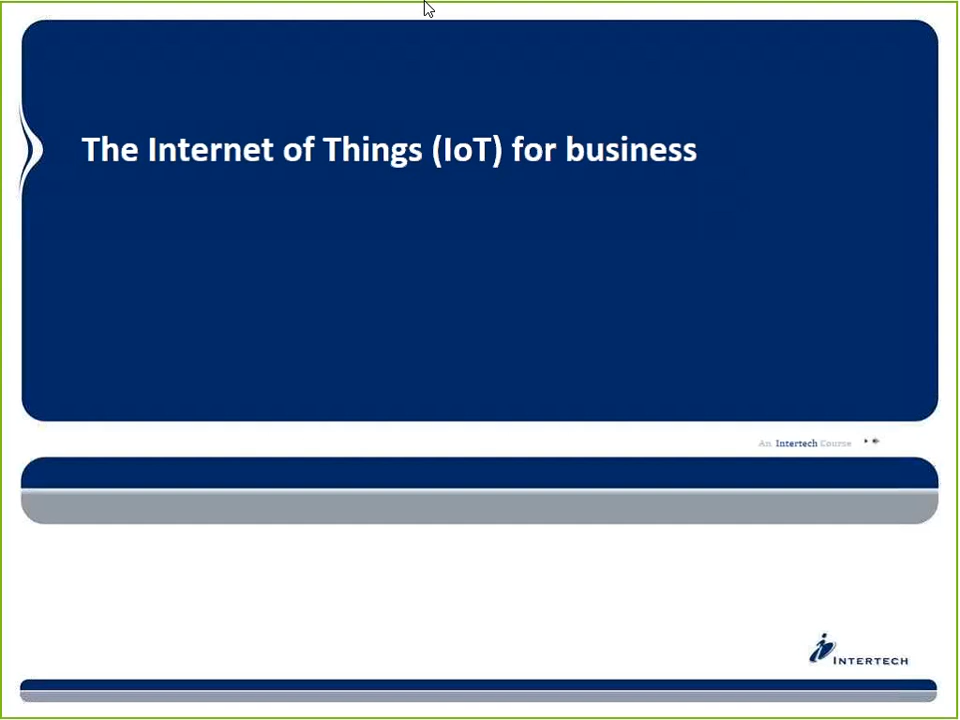 The Internet of Things (IoT) for business
An Intertech Course
INTERTECH